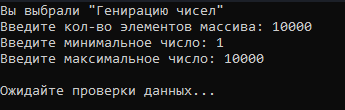 Вы выбрали "Генирацию чисел"
Введите кол-во элементов массива: 10000
Введите минимальное число: 1
Введите максимальное число: 10000
Ожидайте проверки данных...